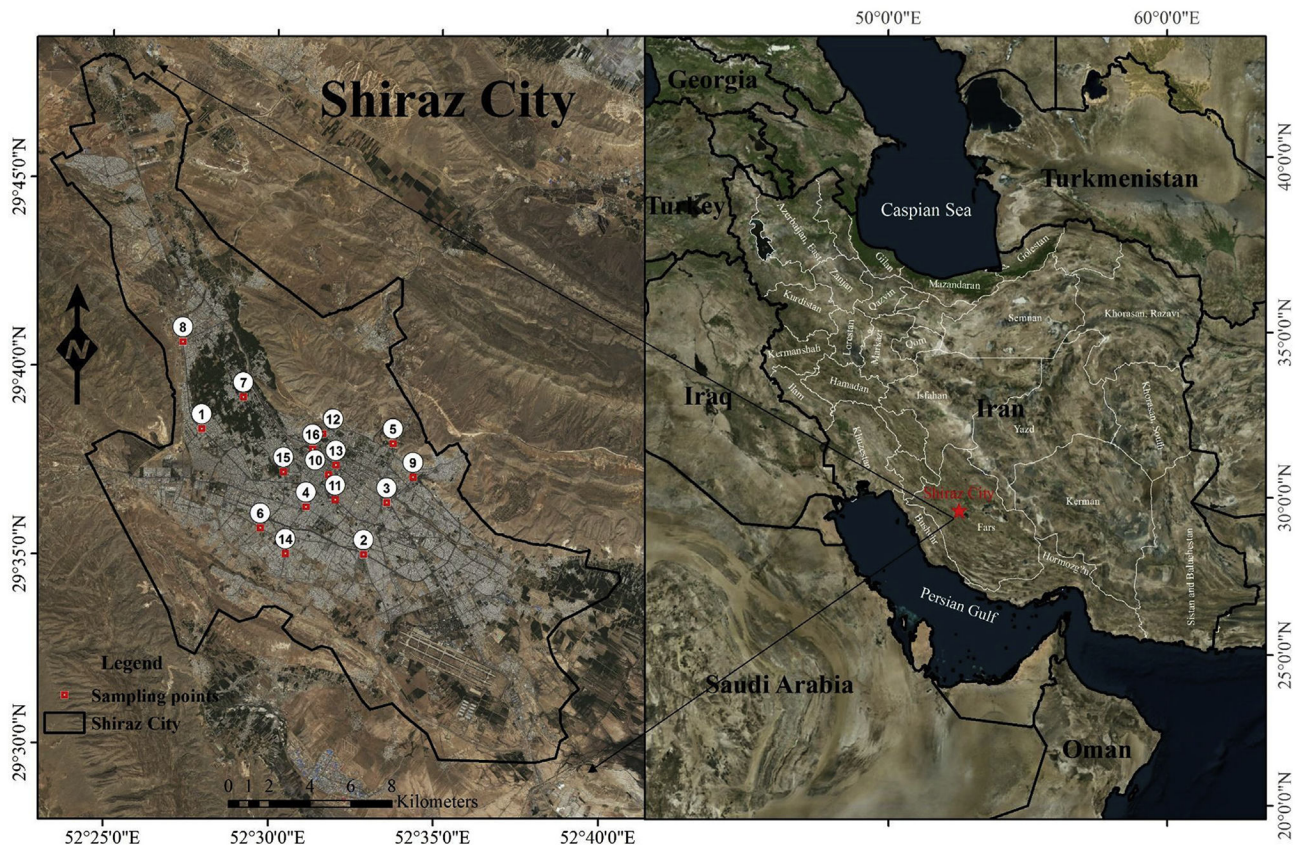 50°0'0"E
60°0'0"E
Shiraz City
Georgia
Turkey
Caspian Sea
Turkmenistan
29°45'0"N
29°40'0"N
29°35'0"N
29°30'0"N
40°0'0"N
35°0'0"N
30°0'0"N
25°0'0"N
20°0'0"N
Azerbaijan, East
Gilan
Golestan
Zanjan
Mazandaran
Qazvin
Kurdistan
Semnan
Khorasan, Razavi
Lorestan
Markazi
Qom
Kermanshah
Hamadan
Ilam
Isfahan
Iraq
Iran
Yazd
Khorasan, South
Khuzestan
Shiraz City
Kerman
Fars
Bushehr
Hormozg?n
Sistan and Baluchestan
Persian Gulf
Saudi Arabia
Oman
N
8
7
1
12
16
5
13
15
10
9
11
4
3
6
14
2
Legend
Sampling points
Shiraz City
0 1 2 4 6 8
Kilometers
52°25'0"E
52°30'0"E
52°35'0"E
52°40'0"E